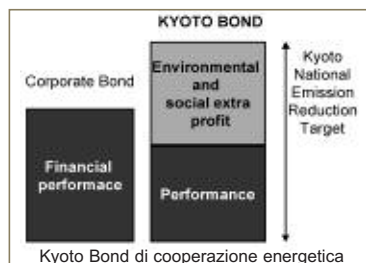 KYOTO BOND
Corporate Bond
Environmental
and
social extra
profit
Kyoto
National
Emission
Reduction
Target
Financial
performace
Performance
Kyoto Bond di cooperazione energetica